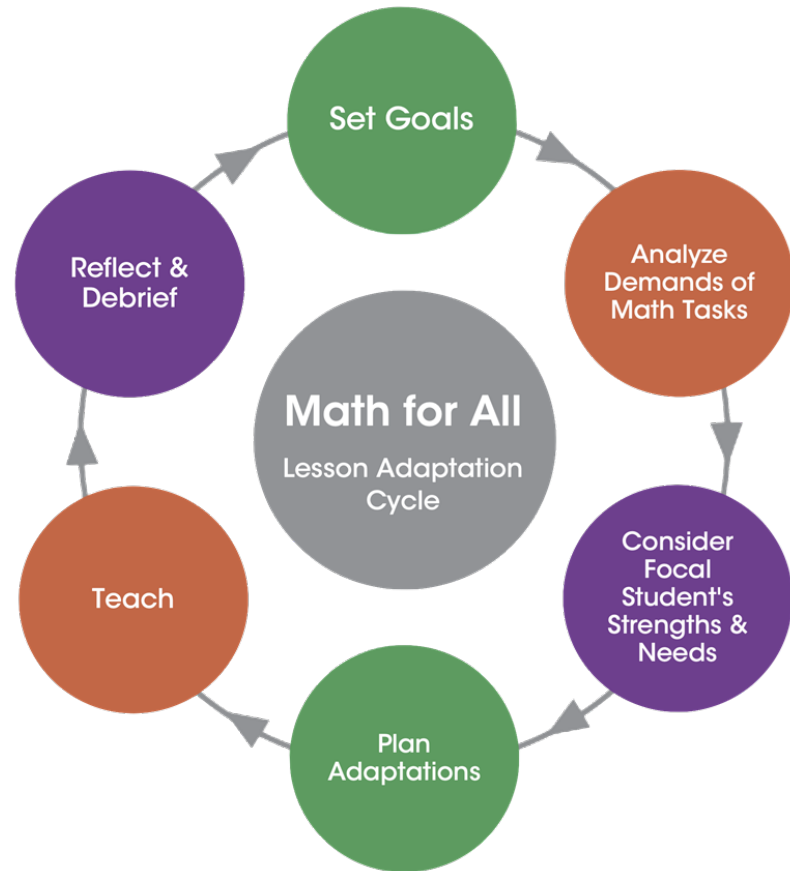 Set Goals
Analyze
Demands of
Math Tasks
Consider
Focal
Student's
Strengths &
Needs
Plan
Adaptations
Teach
Reflect &
Debrief
Math for All
Lesson Adaptation
Cycle